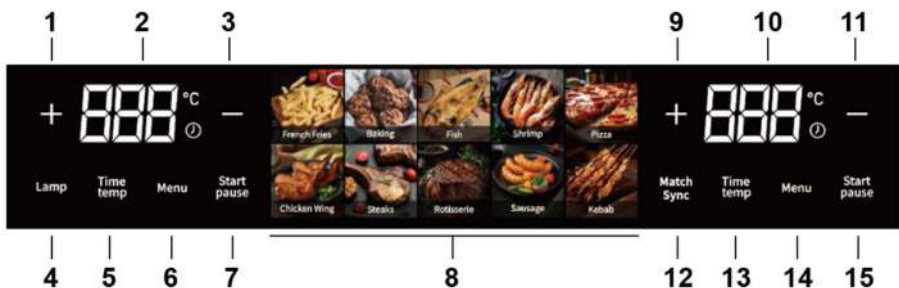 1 2 3 9 10 11
+ 888 °C − + 888 °C −
French Fries Baking Fish Shrimp Pizza
Lamp Time temp Menu Start pause Chicken Wing Steaks Rotisserie Sausage Kebab Match Sync Time temp Menu Start pause
4 5 6 7 8 12 13 14 15